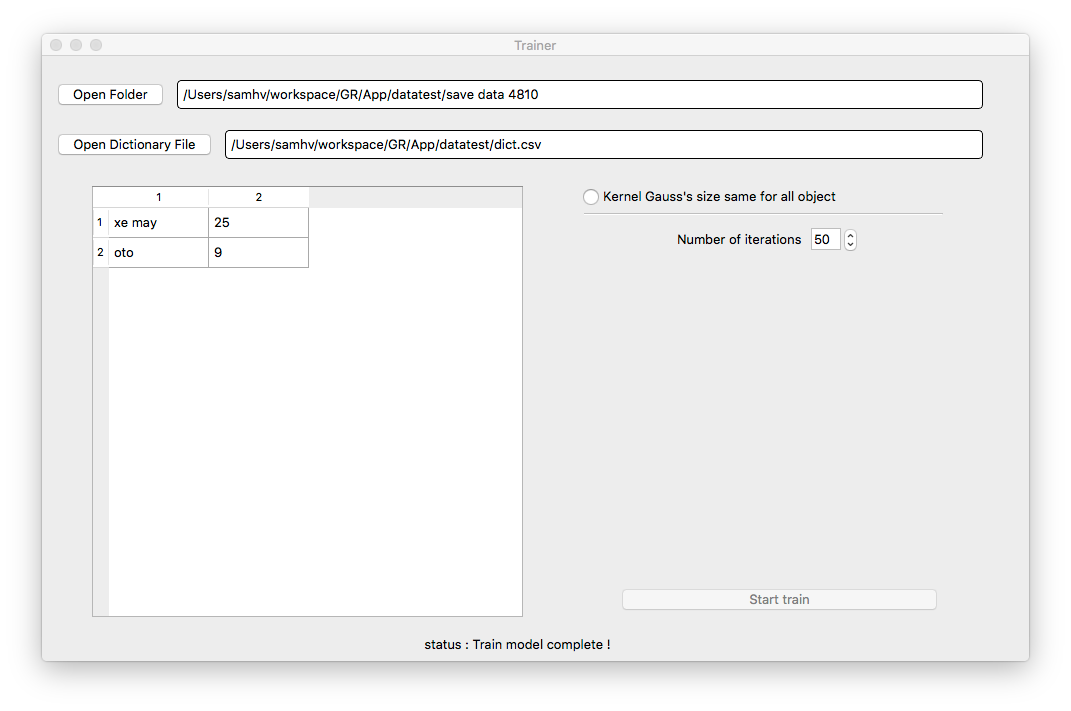 Trainer
Open Folder /Users/samhv/workspace/GR/App/datatest/save data 4810
Open Dictionary File /Users/samhv/workspace/GR/App/datatest/dict.csv
1 2
1 xe may 25
2 oto 9
Kernel Gauss's size same for all object
Number of iterations 50
Start train
status : Train model complete !